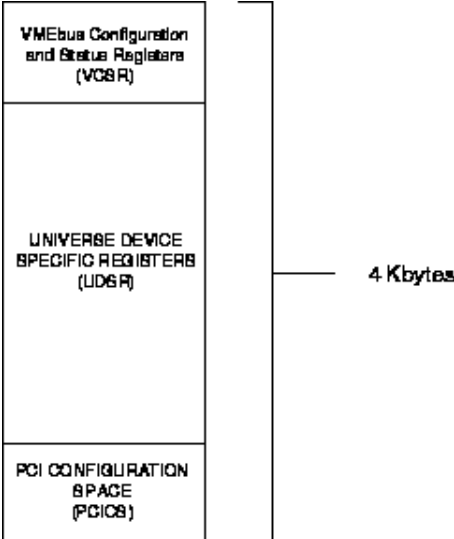 VMEbus Configuration
and Status Registers
(VCSR)
UNIVERSE DEVICE
SPECIFIC REGISTERS
(UDSR)
4 Kbytes
PCI CONFIGURATION
SPACE
(PCICS)